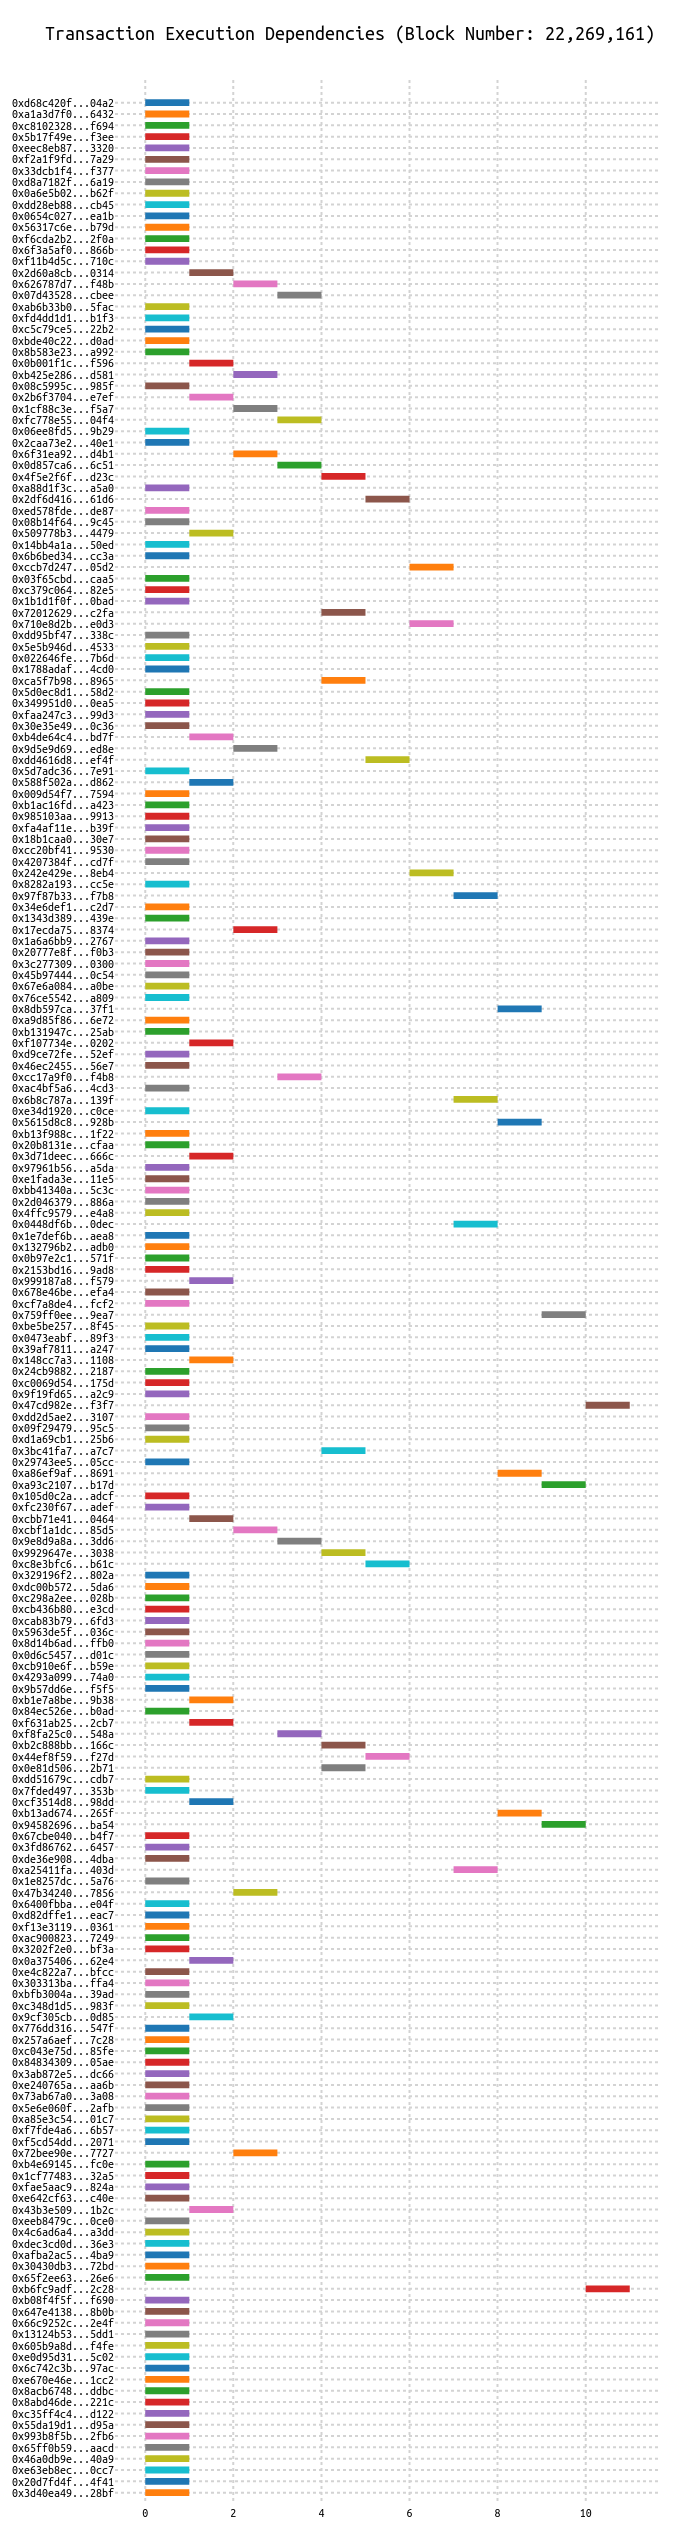 Transaction Execution Dependencies (Block Number: 22,269,161)
0xd68c420f...04a2
0xa1a3d7f0...6432
0xc8102328...f694
0x5b17f49e...f3ee
0xeec8eb87...3320
0xf2a1f9fd...7a29
0x33dcb1f4...f377
0xd8a7182f...6a19
0x0a6e5b02...b62f
0xdd28eb88...cb45
0x0654c027...ea1b
0x56317c6e...b79d
0xf6cda2b2...2f0a
0x6f3a5af0...866b
0xf11b4d5c...710c
0x2d60a8cb...0314
0x626787d7...f48b
0x07d43528...cbee
0xab6b33b0...5fac
0xfd4dd1d1...b1f3
0xc5c79ce5...22b2
0xbde40c22...d0ad
0x8b583e23...a992
0x0b001f1c...f596
0xb425e286...d581
0x08c5995c...985f
0x2b6f3704...e7ef
0x1cf88c3e...f5a7
0xfc778e55...04f4
0x06ee8fd5...9b29
0x2caa73e2...40e1
0x6f31ea92...d4b1
0x0d857ca6...6c51
0x4f5e2f6f...d23c
0xa88d1f3c...a5a0
0x2df6d416...61d6
0xed578fde...de87
0x08b14f64...9c45
0x509778b3...4479
0x14bb4a1a...50ed
0x6b6bed34...cc3a
0xccb7d247...05d2
0x03f65cbd...caa5
0xc379c064...82e5
0x1b1d1f0f...0bad
0x72012629...c2fa
0x710e8d2b...e0d3
0xdd95bf47...338c
0x5e5b946d...4533
0x022646fe...7b6d
0x1788adaf...4cd0
0xca5f7b98...8965
0x5d0ec8d1...58d2
0x349951d0...0ea5
0xfaa247c3...99d3
0x30e35e49...0c36
0xb4de64c4...bd7f
0x9d5e9d69...ed8e
0xdd4616d8...ef4f
0x5d7adc36...7e91
0x588f502a...d862
0x009d54f7...7594
0xb1ac16fd...a423
0x985103aa...9913
0xfa4af11e...b39f
0x18b1caa0...30e7
0xcc20bf41...9530
0x4207384f...cd7f
0x242e429e...8eb4
0x8282a193...cc5e
0x97f87b33...f7b8
0x34e6def1...c2d7
0x1343d389...439e
0x17ecda75...8374
0x1a6a6bb9...2767
0x20777e8f...f0b3
0x3c277309...0300
0x45b97444...0c54
0x67e6a084...a0be
0x76ce5542...a809
0x8db597ca...37f1
0xa9d85f86...6e72
0xb131947c...25ab
0xf107734e...0202
0xd9ce72fe...52ef
0x46ec2455...56e7
0xcc17a9f0...f4b8
0xac4bf5a6...4cd3
0x6b8c787a...139f
0xe34d1920...c0ce
0x5615d8c8...928b
0xb13f988c...1f22
0x20b8131e...cfaa
0x3d71deec...666c
0x97961b56...a5da
0xe1fada3e...11e5
0xbb41340a...5c3c
0x2d046379...886a
0x4ffc9579...e4a8
0x0448df6b...0dec
0x1e7def6b...aea8
0x132796b2...adb0
0x0b97e2c1...571f
0x2153bd16...9ad8
0x999187a8...f579
0x678e46be...efa4
0xcf7a8de4...fcf2
0x759ff0ee...9ea7
0xbe5be257...8f45
0x0473eabf...89f3
0x39af7811...a247
0x148cc7a3...1108
0x24cb9882...2187
0xc0069d54...175d
0x9f19fd65...a2c9
0x47cd982e...f3f7
0xdd2d5ae2...3107
0x09f29479...95c5
0xd1a69cb1...25b6
0x3bc41fa7...a7c7
0x29743ee5...05cc
0xa86ef9af...8691
0xa93c2107...b17d
0x105d0c2a...adcf
0xfc230f67...adef
0xcbb71e41...0464
0xcbf1a1dc...85d5
0x9e8d9a8a...3dd6
0x9929647e...3038
0xc8e3bfc6...b61c
0x329196f2...802a
0xdc00b572...5da6
0xc298a2ee...028b
0xcb436b80...e3cd
0xcab83b79...6fd3
0x5963de5f...036c
0x8d14b6ad...ffb0
0x0d6c5457...d01c
0xcb910e6f...b59e
0x4293a099...74a0
0x9b57dd6e...f5f5
0xb1e7a8be...9b38
0x84ec526e...b0ad
0xf631ab25...2cb7
0xf8fa25c0...548a
0xb2c888bb...166c
0x44ef8f59...f27d
0x0e81d506...2b71
0xdd51679c...cdb7
0x7fded497...353b
0xcf3514d8...98dd
0xb13ad674...265f
0x94582696...ba54
0x67cbe040...b4f7
0x3fd86762...6457
0xde36e908...4dba
0xa25411fa...403d
0x1e8257dc...5a76
0x47b34240...7856
0x6400fbba...e04f
0xd82dffe1...eac7
0xf13e3119...0361
0xac900823...7249
0x3202f2e0...bf3a
0x0a375406...62e4
0xe4c822a7...bfcc
0x303313ba...ffa4
0xbfb3004a...39ad
0xc348d1d5...983f
0x9cf305cb...0d85
0x776dd316...547f
0x257a6aef...7c28
0xc043e75d...85fe
0x84834309...05ae
0x3ab872e5...dc66
0xe240765a...aa6b
0x73ab67a0...3a08
0x5e6e060f...2afb
0xa85e3c54...01c7
0xf7fde4a6...6b57
0xf5cd54dd...2071
0x72bee90e...7727
0xb4e69145...fc0e
0x1cf77483...32a5
0xfae5aac9...824a
0xe642cf63...c40e
0x43b3e509...1b2c
0xeeb8479c...0ce0
0x4c6ad6a4...a3dd
0xdec3cd0d...36e3
0xafba2ac5...4ba9
0x30430db3...72bd
0x65f2ee63...26e6
0xb6fc9adf...2c28
0xb08f4f5f...f690
0x647e4138...8b0b
0x66c9252c...2e4f
0x13124b53...5dd1
0x605b9a8d...f4fe
0xe0d95d31...5c02
0x6c742c3b...97ac
0xe670e46e...1cc2
0x8acb6748...ddbc
0x8abd46de...221c
0xc35ff4c4...d122
0x55da19d1...d95a
0x993b8f5b...2fb6
0x65ff0b59...aacd
0x46a0db9e...40a9
0xe63eb8ec...0cc7
0x20d7fd4f...4f41
0x3d40ea49...28bf
0 2 4 6 8 10